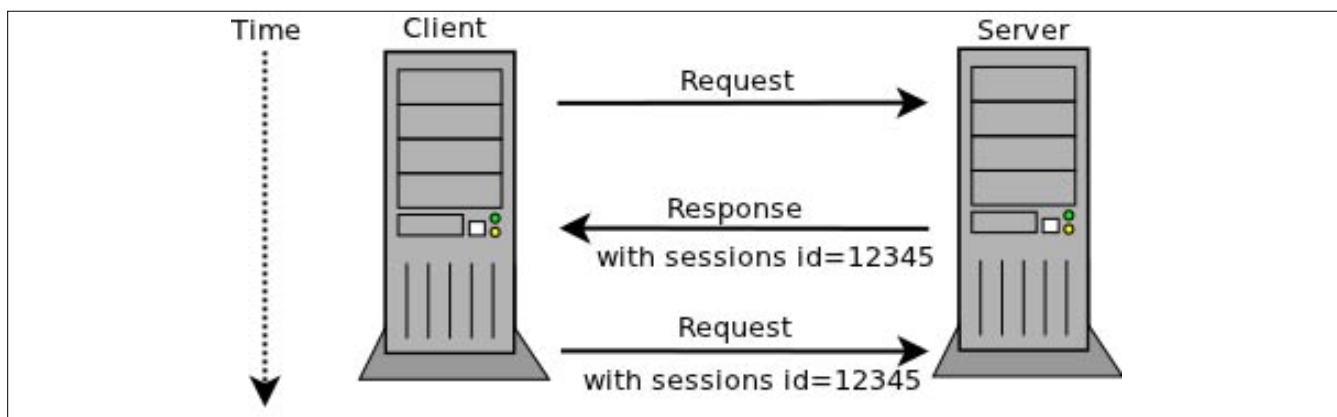 Time
Client
Server
Request
Response
with sessions id=12345
Request
with sessions id=12345